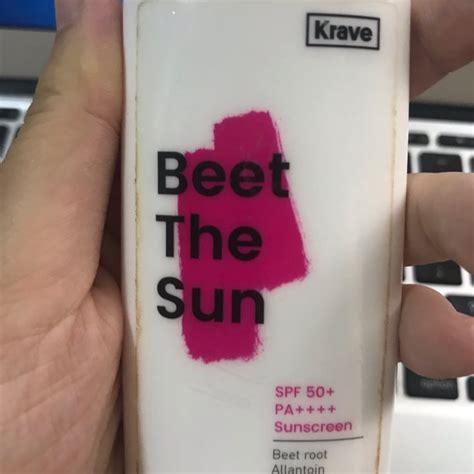 Krave
Beet
The
Sun
SPF 50+
PA++++
Sunscreen
Beet root
Allantoin